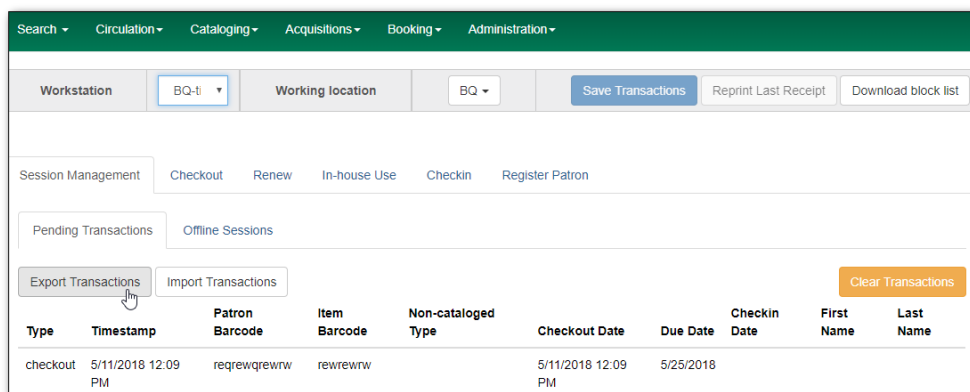 Search Circulation Cataloging Acquisitions Booking Administration
Workstation BQ-ti Working location BQ Save Transactions Reprint Last Receipt Download block list
Session Management Checkout Renew In-house Use Checkin Register Patron
Pending Transactions Offline Sessions
Export Transactions Import Transactions Clear Transactions
Type Timestamp Patron Barcode Item Barcode Non-cataloged Type Checkout Date Due Date Checkin Date First Name Last Name
checkout 5/11/2018 12:09 PM reqrewqrewrw rewrewrw 5/11/2018 12:09 PM 5/25/2018